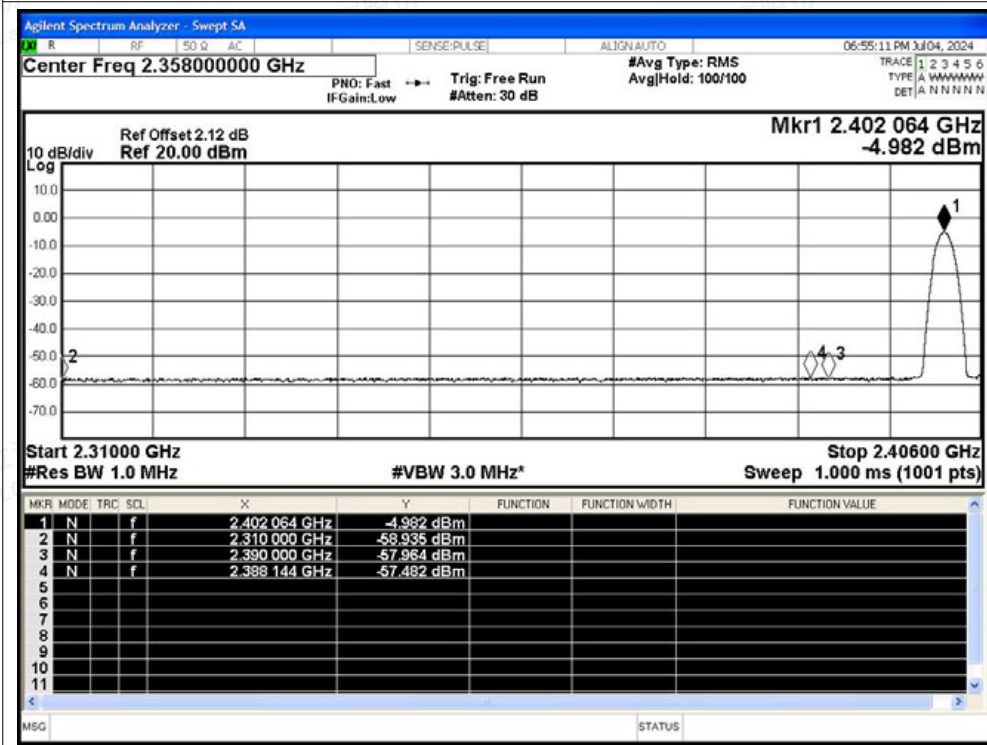 Agilent Spectrum Analyzer - Swept SA
R RF 50 Ω AC SENSE:PULSE ALIGNAUTO 06:55:11 PM Jul 04, 2024
Center Freq 2.358000000 GHz
PNO: Fast
IFGain:Low
Trig: Free Run
#Atten: 30 dB
#Avg Type: RMS
Avg|Hold: 100/100
TRACE 1 2 3 4 5 6
TYPE A WWWWW
DET A N N N N N
Mkr1 2.402 064 GHz
-4.982 dBm
Ref Offset 2.12 dB
10 dB/div Ref 20.00 dBm
Log
10.0
0.00
-10.0
-20.0
-30.0
-40.0
-50.0
-60.0
-70.0
1
2
4 3
Start 2.31000 GHz Stop 2.40600 GHz
#Res BW 1.0 MHz #VBW 3.0 MHz* Sweep 1.000 ms (1001 pts)
MKR MODE TRC SCL X Y FUNCTION FUNCTION WIDTH FUNCTION VALUE
1 N f 2.402 064 GHz -4.982 dBm
2 N f 2.310 000 GHz -58.935 dBm
3 N f 2.390 000 GHz -57.964 dBm
4 N f 2.388 144 GHz -57.482 dBm
5
6
7
8
9
10
11
MSG STATUS